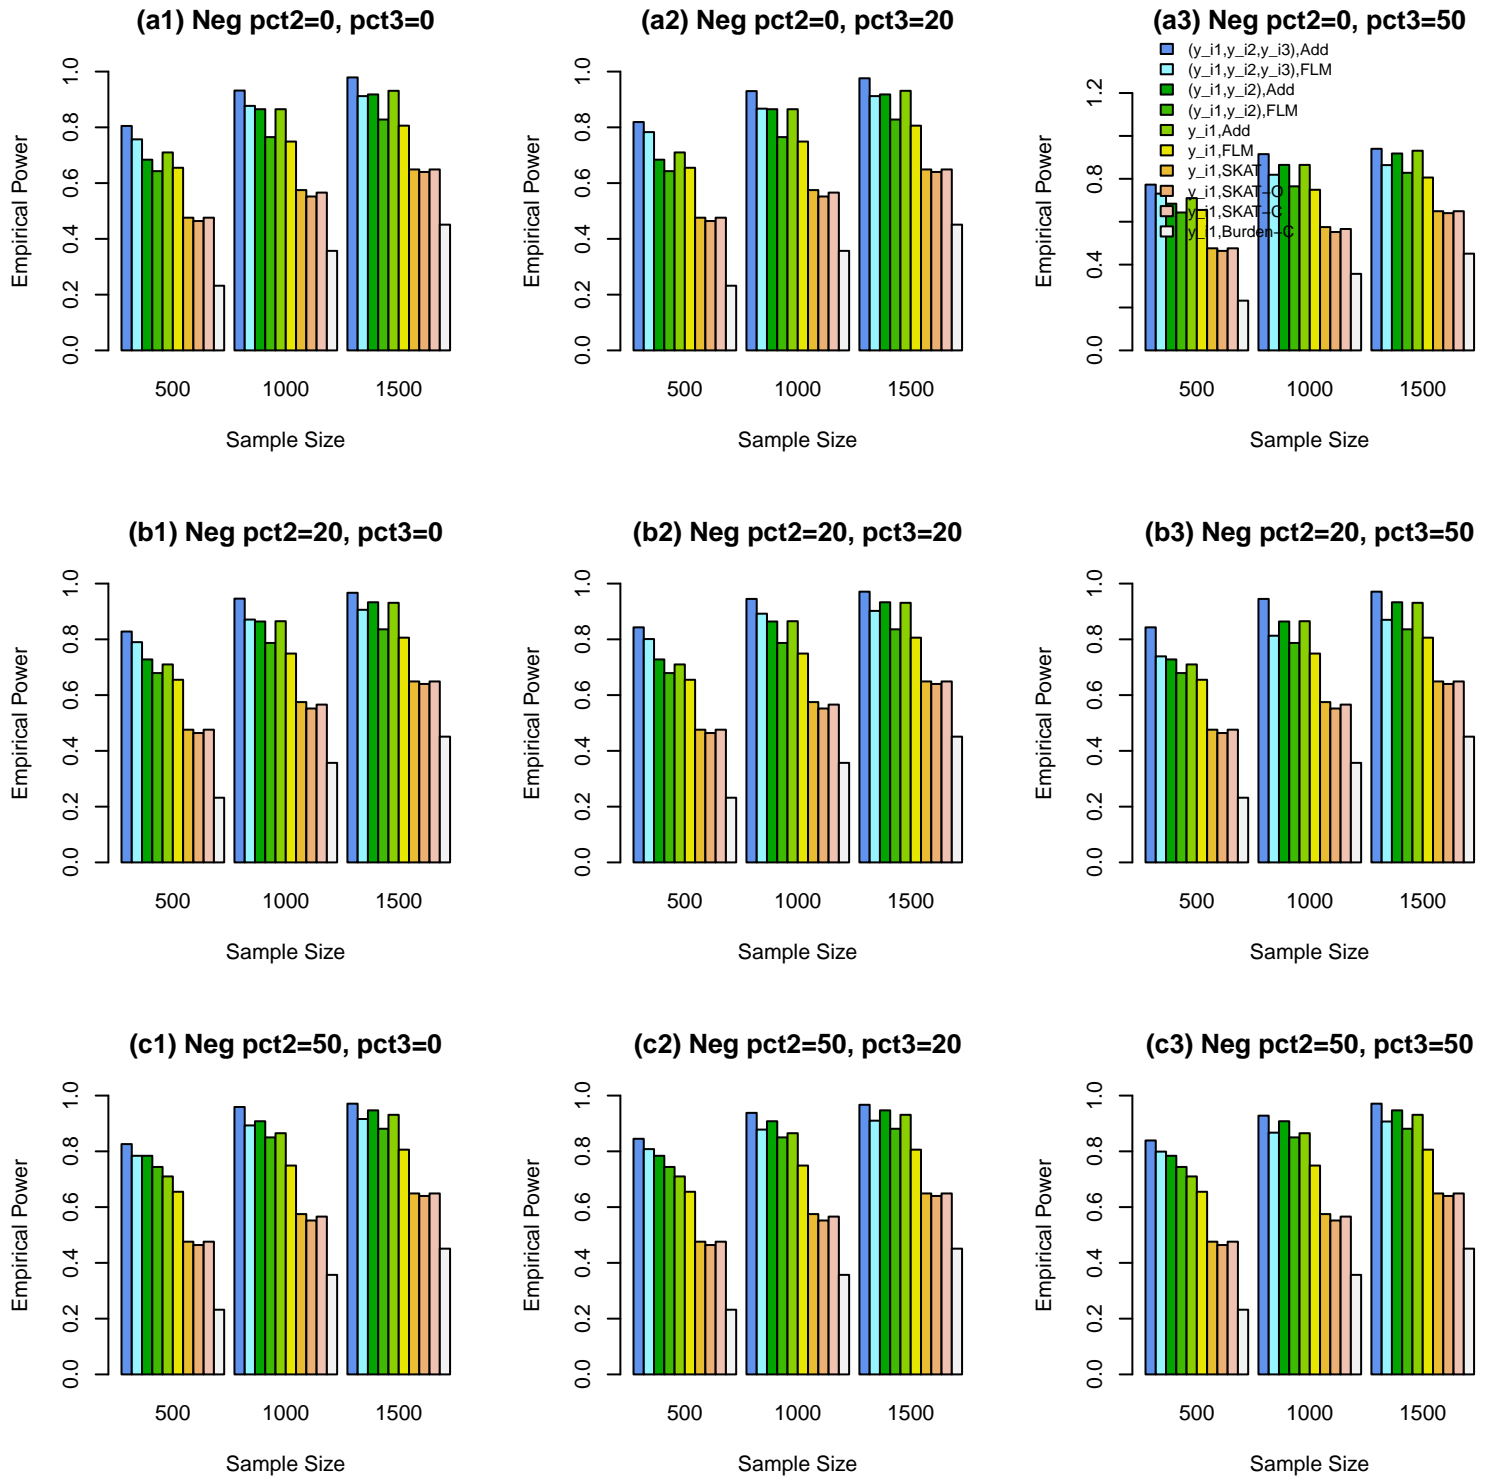 (a1) Neg pct2=0, pct3=0
Empirical Power
0.0 0.2 0.4 0.6 0.8 1.0
500 1000 1500
Sample Size
(a2) Neg pct2=0, pct3=20
Empirical Power
0.0 0.2 0.4 0.6 0.8 1.0
500 1000 1500
Sample Size
(a3) Neg pct2=0, pct3=50
(y_i1,y_i2,y_i3),Add
(y_i1,y_i2,y_i3),FLM
(y_i1,y_i2),Add
(y_i1,y_i2),FLM
y_i1,Add
y_i1,FLM
y_i1,SKAT
y_i1,SKAT-O
y_i1,SKAT-C
y_i1,Burden-C
Empirical Power
0.0 0.4 0.8 1.2
500 1000 1500
Sample Size
(b1) Neg pct2=20, pct3=0
Empirical Power
0.0 0.2 0.4 0.6 0.8 1.0
500 1000 1500
Sample Size
(b2) Neg pct2=20, pct3=20
Empirical Power
0.0 0.2 0.4 0.6 0.8 1.0
500 1000 1500
Sample Size
(b3) Neg pct2=20, pct3=50
Empirical Power
0.0 0.2 0.4 0.6 0.8 1.0
500 1000 1500
Sample Size
(c1) Neg pct2=50, pct3=0
Empirical Power
0.0 0.2 0.4 0.6 0.8 1.0
500 1000 1500
Sample Size
(c2) Neg pct2=50, pct3=20
Empirical Power
0.0 0.2 0.4 0.6 0.8 1.0
500 1000 1500
Sample Size
(c3) Neg pct2=50, pct3=50
Empirical Power
0.0 0.2 0.4 0.6 0.8 1.0
500 1000 1500
Sample Size